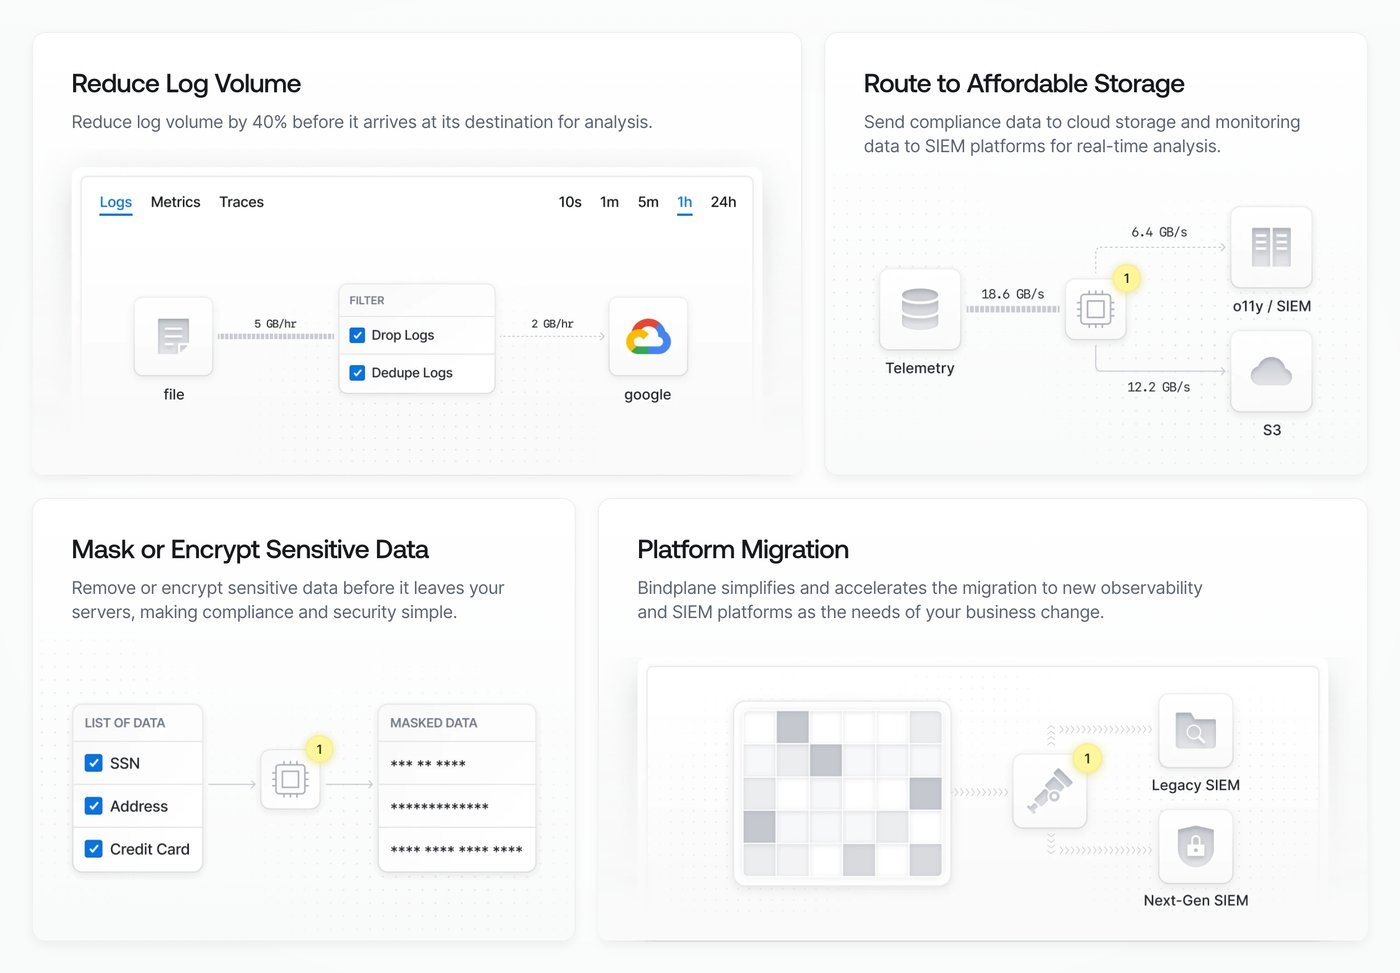 Reduce Log Volume
Reduce log volume by 40% before it arrives at its destination for analysis.
Logs Metrics Traces 10s 1m 5m 1h 24h
FILTER
5 GB/hr
Drop Logs
2 GB/hr
Dedupe Logs
file
google
Route to Affordable Storage
Send compliance data to cloud storage and monitoring
data to SIEM platforms for real-time analysis.
6.4 GB/s
1
18.6 GB/s
o11y / SIEM
Telemetry
12.2 GB/s
S3
Mask or Encrypt Sensitive Data
Remove or encrypt sensitive data before it leaves your
servers, making compliance and security simple.
LIST OF DATA
SSN
Address
Credit Card
1
MASKED DATA
*** ** ****
*************
**** **** **** ****
Platform Migration
Bindplane simplifies and accelerates the migration to new observability
and SIEM platforms as the needs of your business change.
1
Legacy SIEM
Next-Gen SIEM